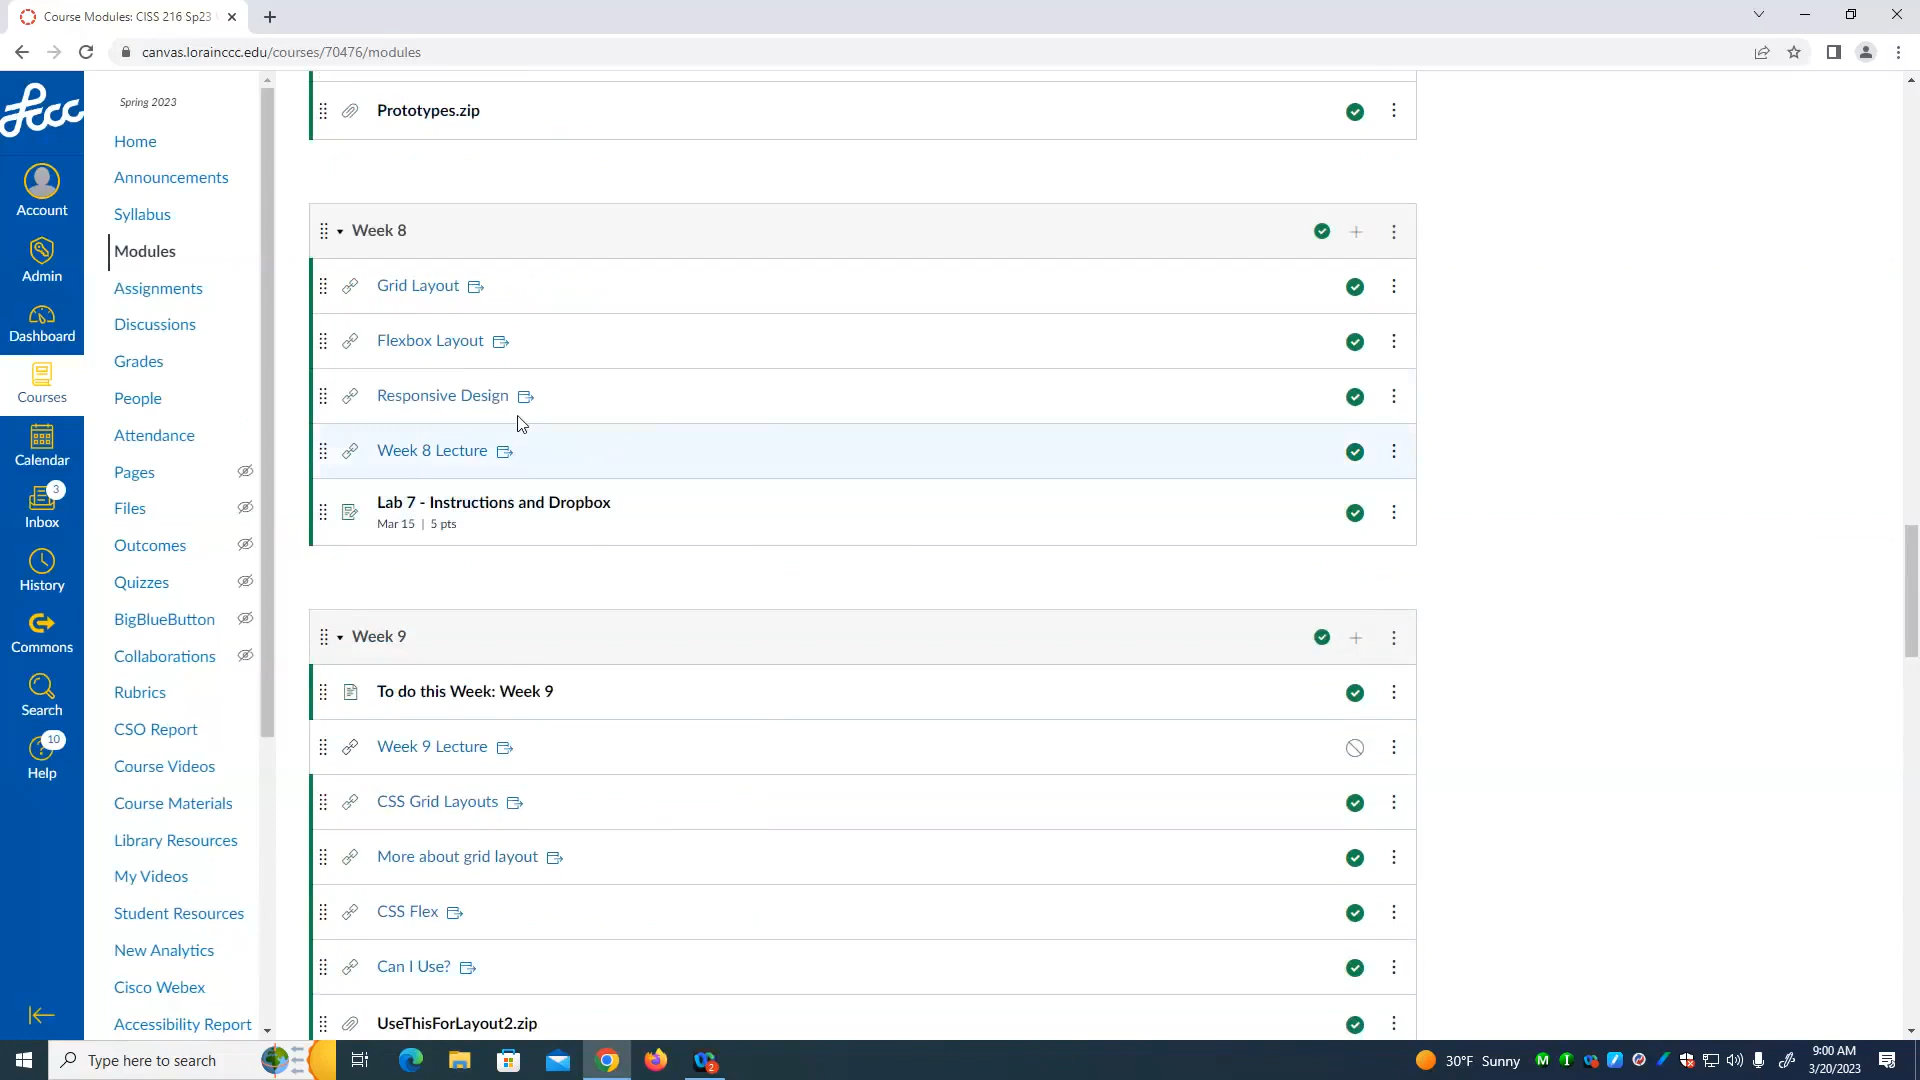 Course Modules: CISS 216 Sp23
canvas.lorainccc.edu/courses/70476/modules
lccc
Account
Admin
Dashboard
Courses
Calendar
3
Inbox
History
Commons
Search
10
Help
Spring 2023
Home
Announcements
Syllabus
Modules
Assignments
Discussions
Grades
People
Attendance
Pages
Files
Outcomes
Quizzes
BigBlueButton
Collaborations
Rubrics
CSO Report
Course Videos
Course Materials
Library Resources
My Videos
Student Resources
New Analytics
Cisco Webex
Accessibility Report
Prototypes.zip
Week 8
Grid Layout
Flexbox Layout
Responsive Design
Week 8 Lecture
Lab 7 - Instructions and Dropbox
Mar 15 | 5 pts
Week 9
To do this Week: Week 9
Week 9 Lecture
CSS Grid Layouts
More about grid layout
CSS Flex
Can I Use?
UseThisForLayout2.zip
Type here to search
2
30°F Sunny
M
I
9:00 AM
3/20/2023